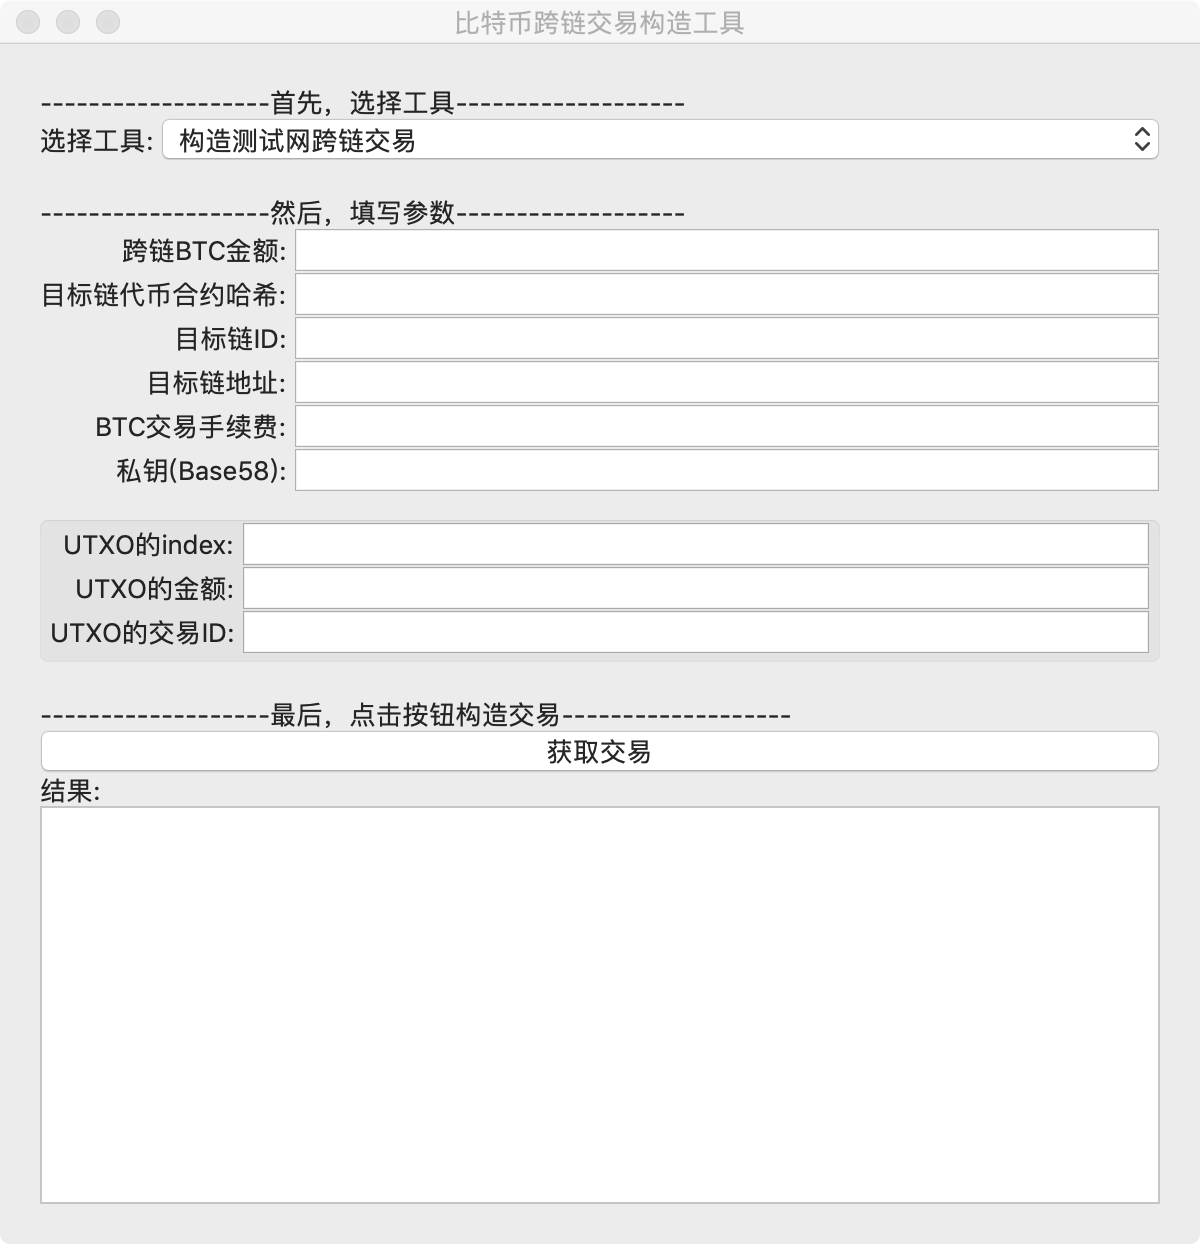 比特币跨链交易构造工具
-------------------首先，选择工具-------------------
选择工具: 构造测试网跨链交易
-------------------然后，填写参数-------------------
跨链BTC金额:
目标链代币合约哈希:
目标链ID:
目标链地址:
BTC交易手续费:
私钥(Base58):
UTXO的index:
UTXO的金额:
UTXO的交易ID:
-------------------最后，点击按钮构造交易-------------------
获取交易
结果: